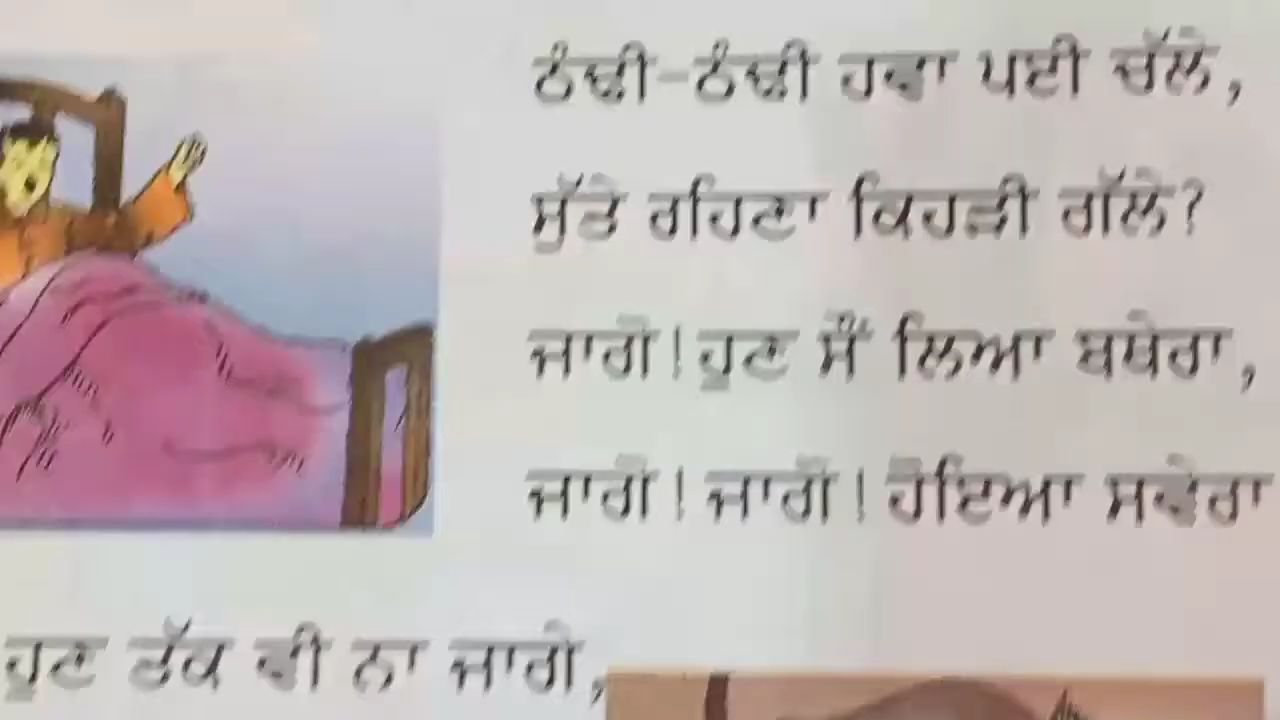 ਠੰਢੀ-ਠੰਢੀ ਹਵਾ ਪਈ ਚੱਲੇ,
ਸੁੱਤੇ ਰਹਿਣਾ ਕਿਹੜੀ ਗੱਲੇ?
ਜਾਗੋ! ਹੁਣ ਸੌਂ ਲਿਆ ਬਥੇਰਾ,
ਜਾਗੋ! ਜਾਗੋ! ਹੋਇਆ ਸਵੇਰਾ
ਹੁਣ ਤੱਕ ਵੀ ਨਾ ਜਾਗੇ,